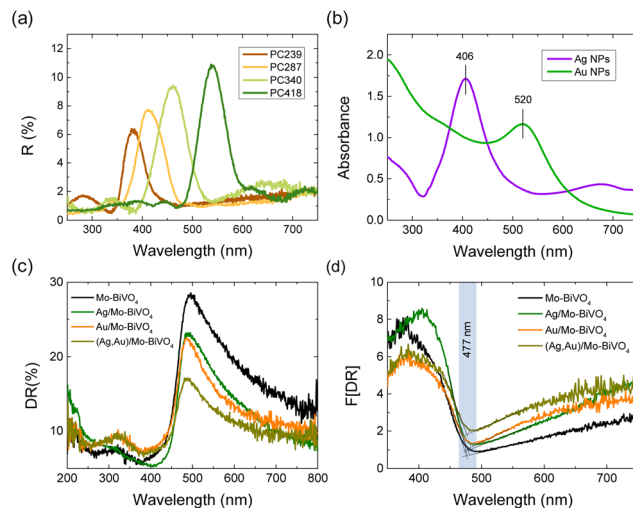 (a)
12
10
8
6
4
2
0
R (%)
PC239
PC287
PC340
PC418
300 400 500 600 700
Wavelength (nm)
(b)
2.0
1.5
1.0
0.5
0.0
Absorbance
406
520
Ag NPs
Au NPs
300 400 500 600 700
Wavelength (nm)
(c)
30
20
10
DR(%)
Mo-BiVO₄
Ag/Mo-BiVO₄
Au/Mo-BiVO₄
(Ag,Au)/Mo-BiVO₄
200 300 400 500 600 700 800
Wavelength (nm)
(d)
10
8
6
4
2
0
F[DR]
477 nm
Mo-BiVO₄
Ag/Mo-BiVO₄
Au/Mo-BiVO₄
(Ag,Au)/Mo-BiVO₄
400 500 600 700
Wavelength (nm)